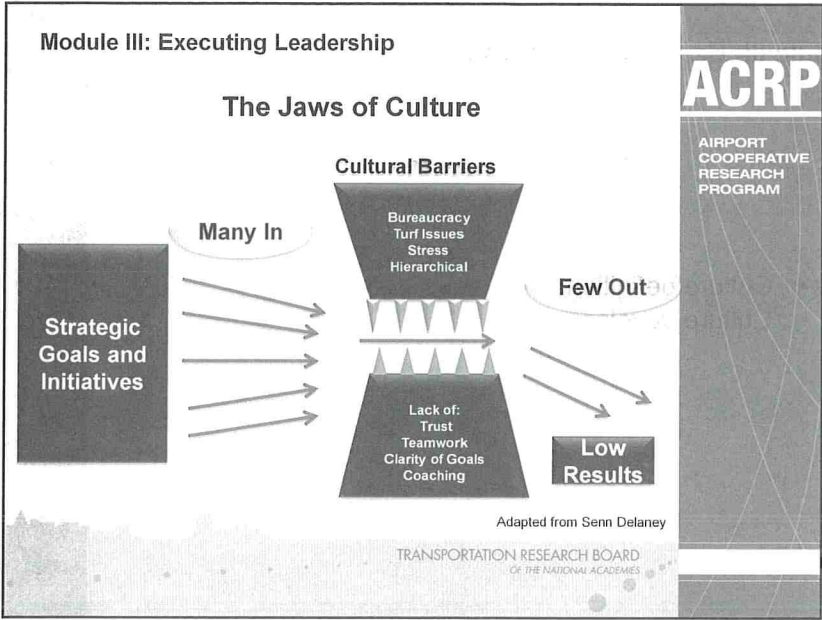 Module III: Executing Leadership
The Jaws of Culture
Cultural Barriers
Bureaucracy
Turf Issues
Stress
Hierarchical
Many In
Few Out
Strategic
Goals and
Initiatives
Lack of:
Trust
Teamwork
Clarity of Goals
Coaching
Low
Results
Adapted from Senn Delaney
TRANSPORTATION RESEARCH BOARD
OF THE NATIONAL ACADEMIES
ACRP
AIRPORT
COOPERATIVE
RESEARCH
PROGRAM